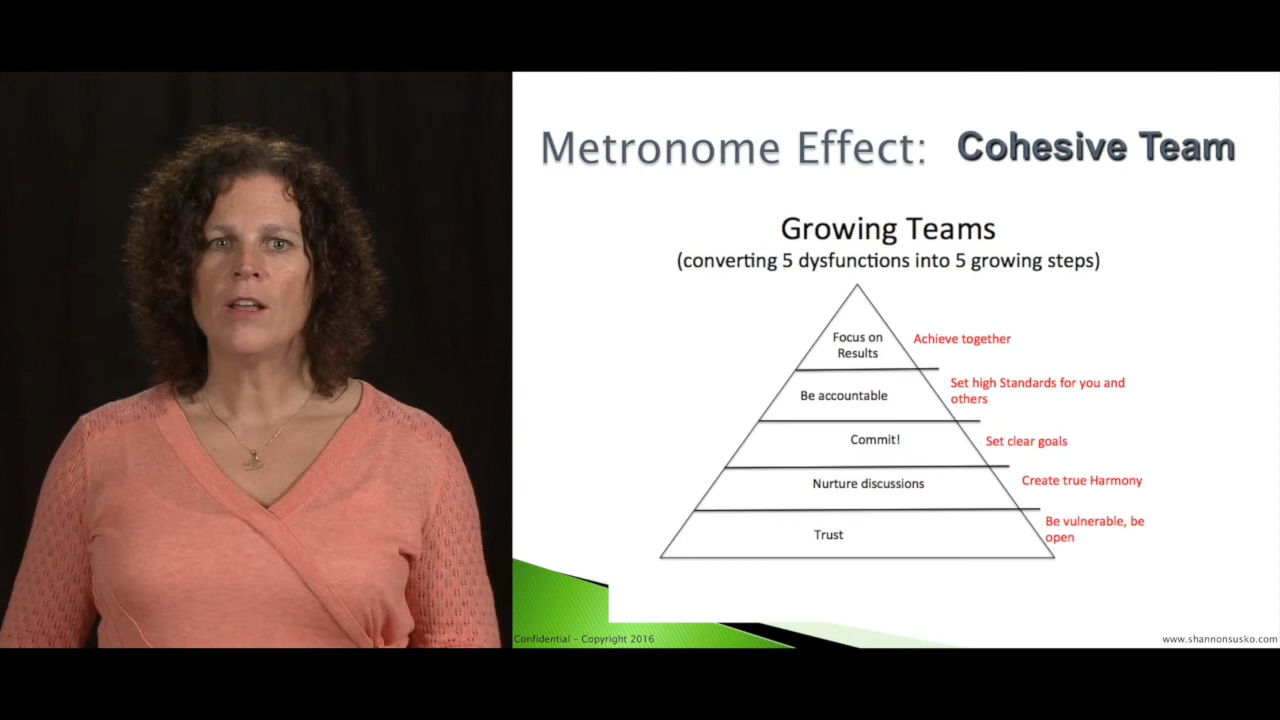 Metronome Effect: Cohesive Team
Growing Teams
(converting 5 dysfunctions into 5 growing steps)
Focus on
Results
Achieve together
Be accountable
Set high Standards for you and
others
Commit!
Set clear goals
Nurture discussions
Create true Harmony
Trust
Be vulnerable, be
open
Confidential – Copyright 2016
www.shannonsusko.com